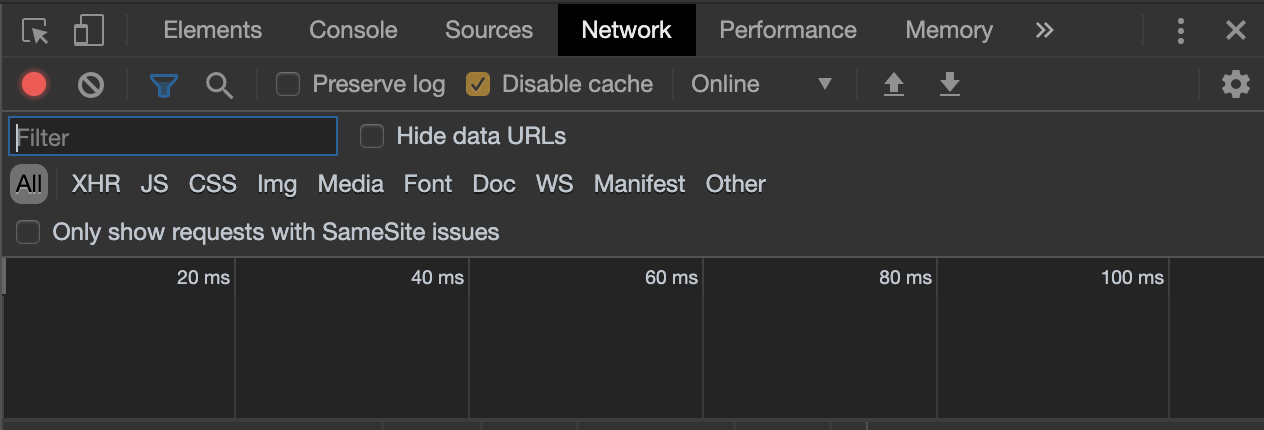 Elements Console Sources Network Performance Memory »
Preserve log Disable cache Online
Filter Hide data URLs
All XHR JS CSS Img Media Font Doc WS Manifest Other
Only show requests with SameSite issues
20 ms 40 ms 60 ms 80 ms 100 ms